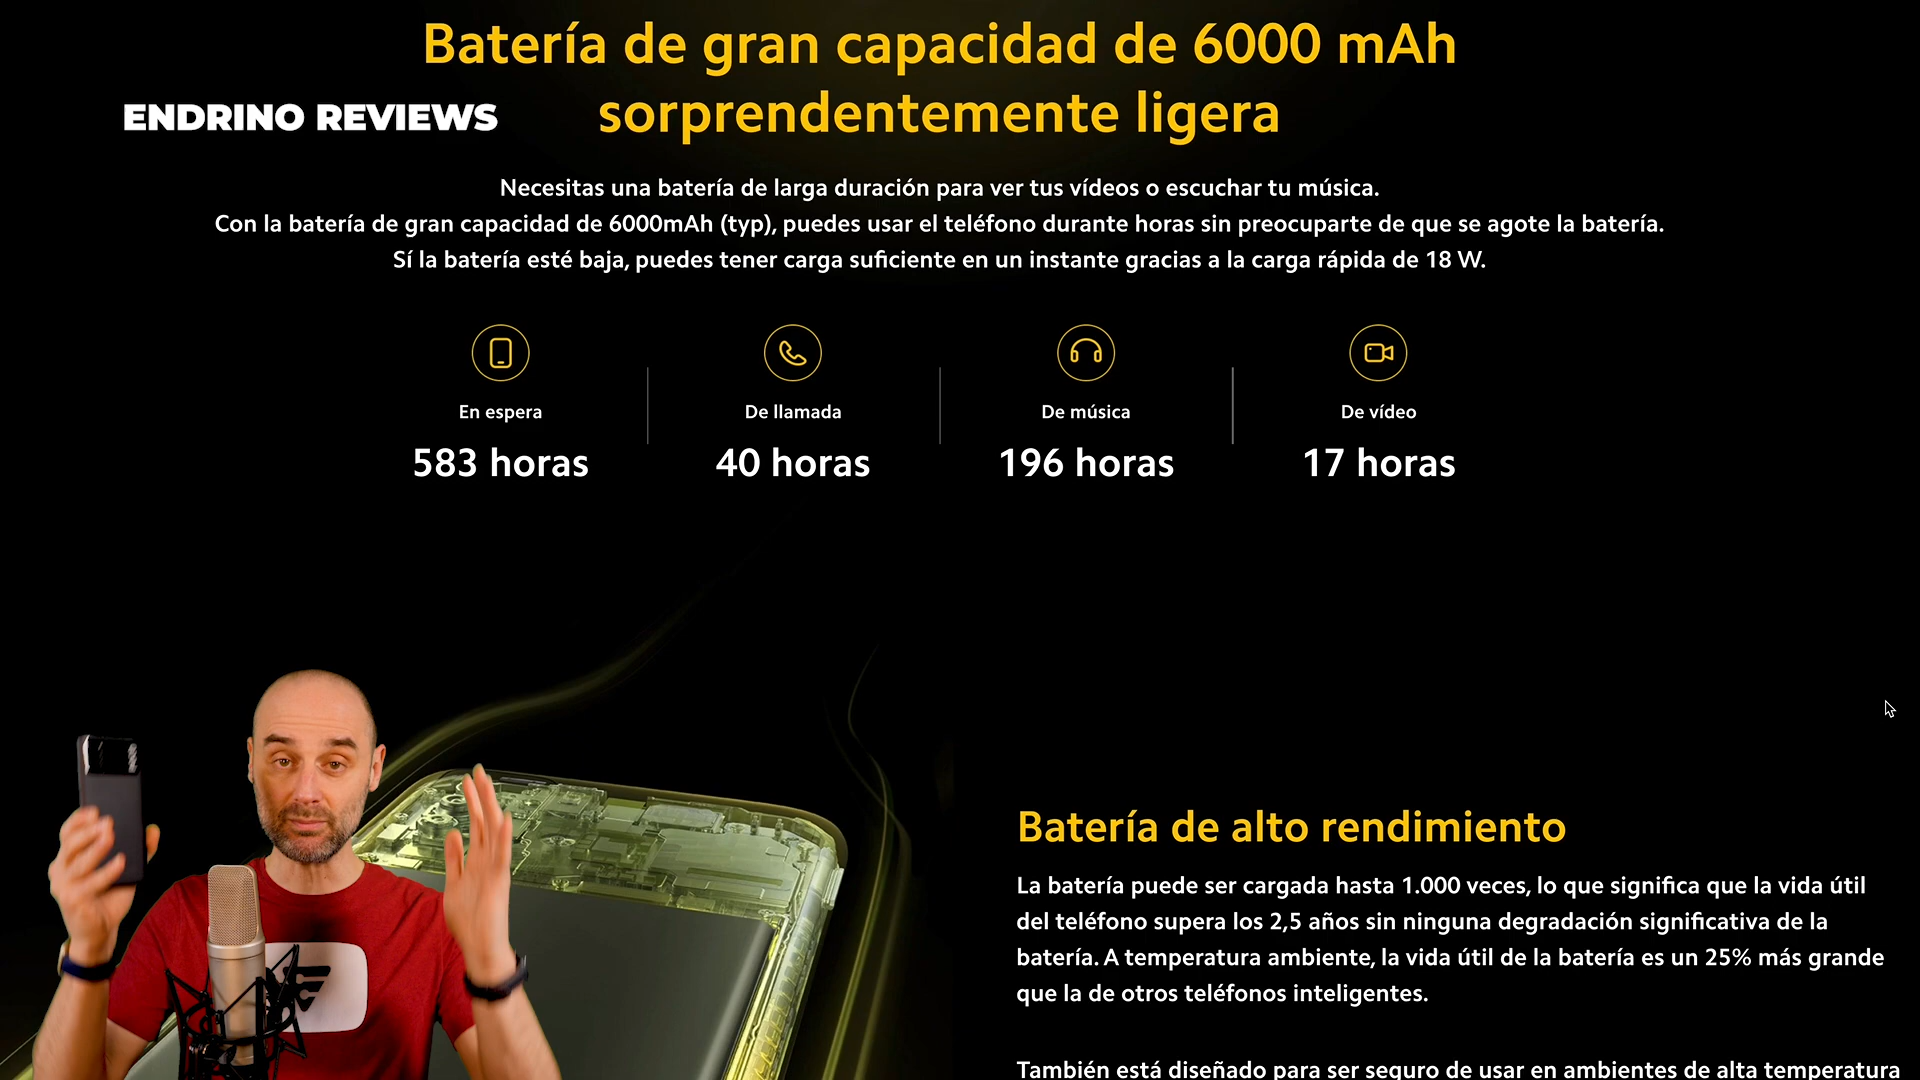 Batería de gran capacidad de 6000 mAh
sorprendentemente ligera
ENDRINO REVIEWS
Necesitas una batería de larga duración para ver tus vídeos o escuchar tu música.
Con la batería de gran capacidad de 6000mAh (typ), puedes usar el teléfono durante horas sin preocuparte de que se agote la batería.
Sí la batería esté baja, puedes tener carga suficiente en un instante gracias a la carga rápida de 18 W.
En espera
583 horas
De llamada
40 horas
De música
196 horas
De vídeo
17 horas
Batería de alto rendimiento
La batería puede ser cargada hasta 1.000 veces, lo que significa que la vida útil
del teléfono supera los 2,5 años sin ninguna degradación significativa de la
batería. A temperatura ambiente, la vida útil de la batería es un 25% más grande
que la de otros teléfonos inteligentes.
También está diseñado para ser seguro de usar en ambientes de alta temperatura